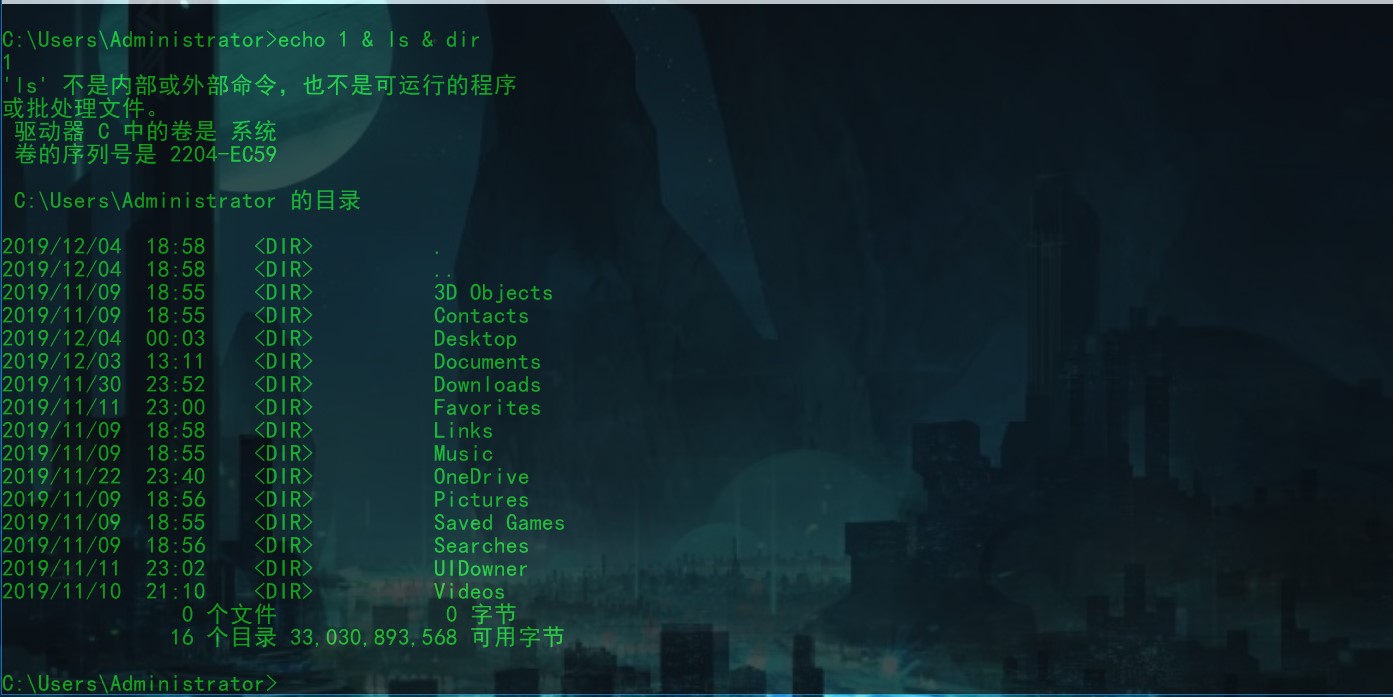 C:\Users\Administrator>echo 1 & ls & dir
1
'ls' 不是内部或外部命令，也不是可运行的程序
或批处理文件。
 驱动器 C 中的卷是 系统
 卷的序列号是 2204-EC59

 C:\Users\Administrator 的目录

2019/12/04  18:58    <DIR>          .
2019/12/04  18:58    <DIR>          ..
2019/11/09  18:55    <DIR>          3D Objects
2019/11/09  18:55    <DIR>          Contacts
2019/12/04  00:03    <DIR>          Desktop
2019/12/03  13:11    <DIR>          Documents
2019/11/30  23:52    <DIR>          Downloads
2019/11/11  23:00    <DIR>          Favorites
2019/11/09  18:58    <DIR>          Links
2019/11/09  18:55    <DIR>          Music
2019/11/22  23:40    <DIR>          OneDrive
2019/11/09  18:56    <DIR>          Pictures
2019/11/09  18:55    <DIR>          Saved Games
2019/11/09  18:56    <DIR>          Searches
2019/11/11  23:02    <DIR>          UIDowner
2019/11/10  21:10    <DIR>          Videos
               0 个文件              0 字节
              16 个目录 33,030,893,568 可用字节

C:\Users\Administrator>